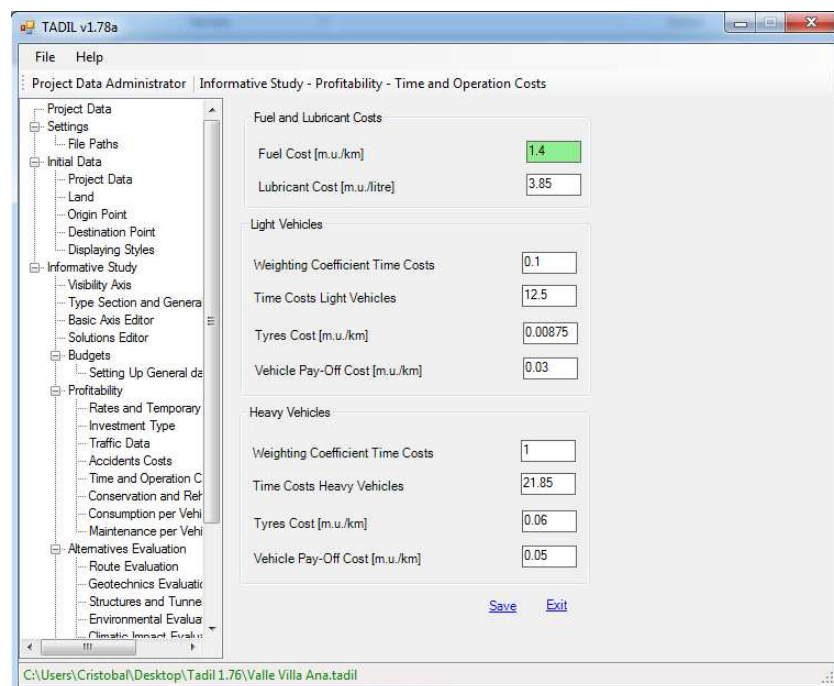 TADIL v1.78a
File Help
Project Data Administrator Informative Study - Profitability - Time and Operation Costs
Project Data
Settings
File Paths
Initial Data
Project Data
Land
Origin Point
Destination Point
Displaying Styles
Informative Study
Visibility Axis
Type Section and Genera
Basic Axis Editor
Solutions Editor
Budgets
Setting Up General da
Profitability
Rates and Temporary
Investment Type
Traffic Data
Accidents Costs
Time and Operation C
Conservation and Reh
Consumption per Vehi
Maintenance per Vehi
Alternatives Evaluation
Route Evaluation
Geotechnics Evaluatio
Structures and Tunne
Environmental Evalua
Climatic Impact Evalua
Fuel and Lubricant Costs
Fuel Cost [m.u./km] 1.4
Lubricant Cost [m.u./litre] 3.85
Light Vehicles
Weighting Coefficient Time Costs 0.1
Time Costs Light Vehicles 12.5
Tyres Cost [m.u./km] 0.00875
Vehicle Pay-Off Cost [m.u./km] 0.03
Heavy Vehicles
Weighting Coefficient Time Costs 1
Time Costs Heavy Vehicles 21.85
Tyres Cost [m.u./km] 0.06
Vehicle Pay-Off Cost [m.u./km] 0.05
Save Exit
C:\Users\Cristobal\Desktop\Tadil 1.76\Valle Villa Ana.tadil